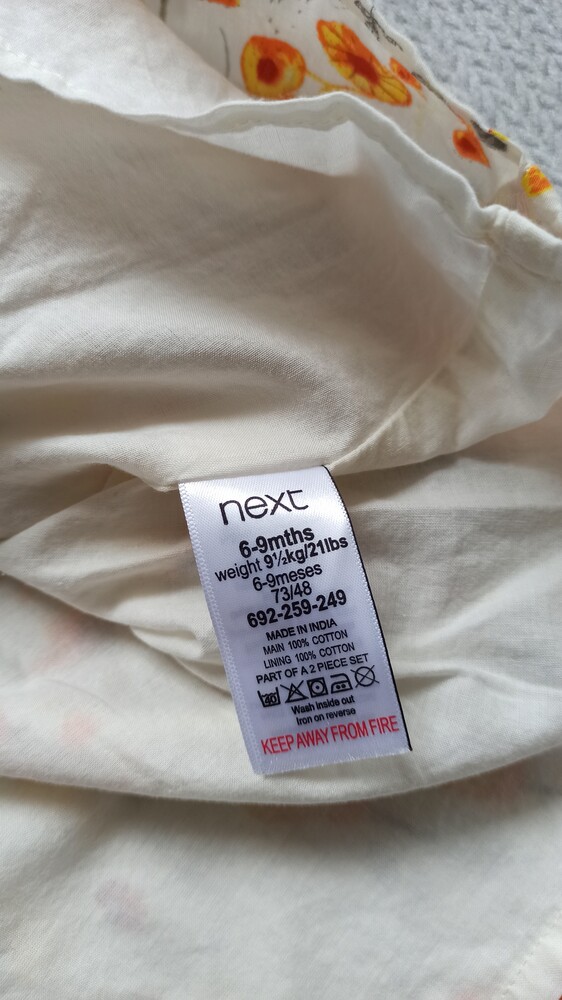 next
6-9mths
weight 9½kg/21lbs
6-9meses
73/48
692-259-249
MADE IN INDIA
MAIN 100% COTTON
LINING 100% COTTON
PART OF A 2 PIECE SET
40
Wash inside out
Iron on reverse
KEEP AWAY FROM FIRE